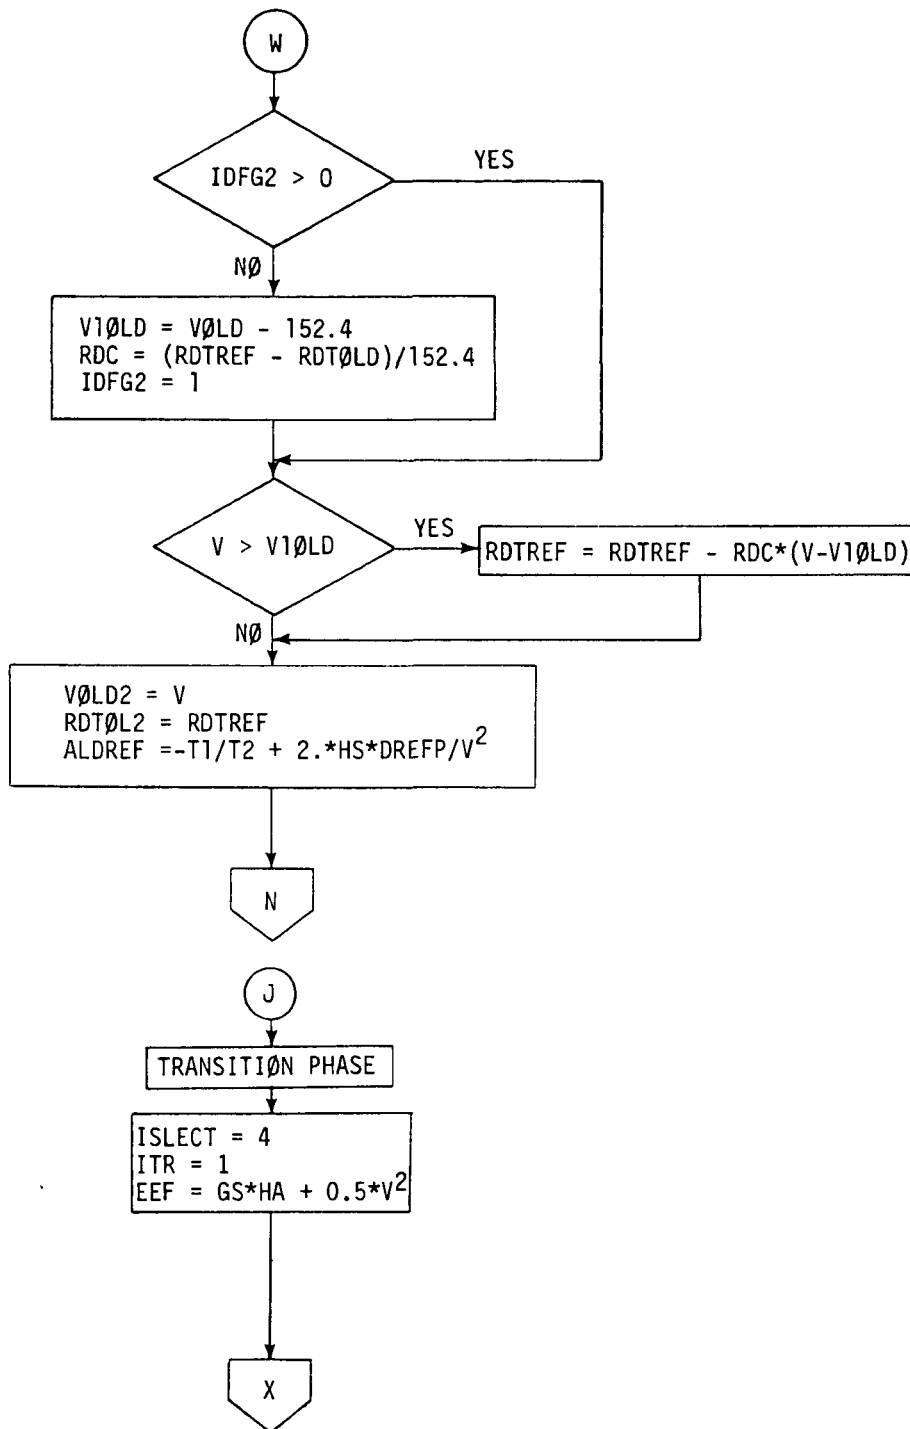 W
IDFG2 > 0
YES
NØ
V1ØLD = VØLD - 152.4
RDC = (RDTREF - RDTØLD)/152.4
IDFG2 = 1
V > V1ØLD
YES
RDTREF = RDTREF - RDC*(V-V1ØLD)
NØ
VØLD2 = V
RDTØL2 = RDTREF
ALDREF =-T1/T2 + 2.*HS*DREFP/V²
N
J
TRANSITIØN PHASE
ISLECT = 4
ITR = 1
EEF = GS*HA + 0.5*V²
X